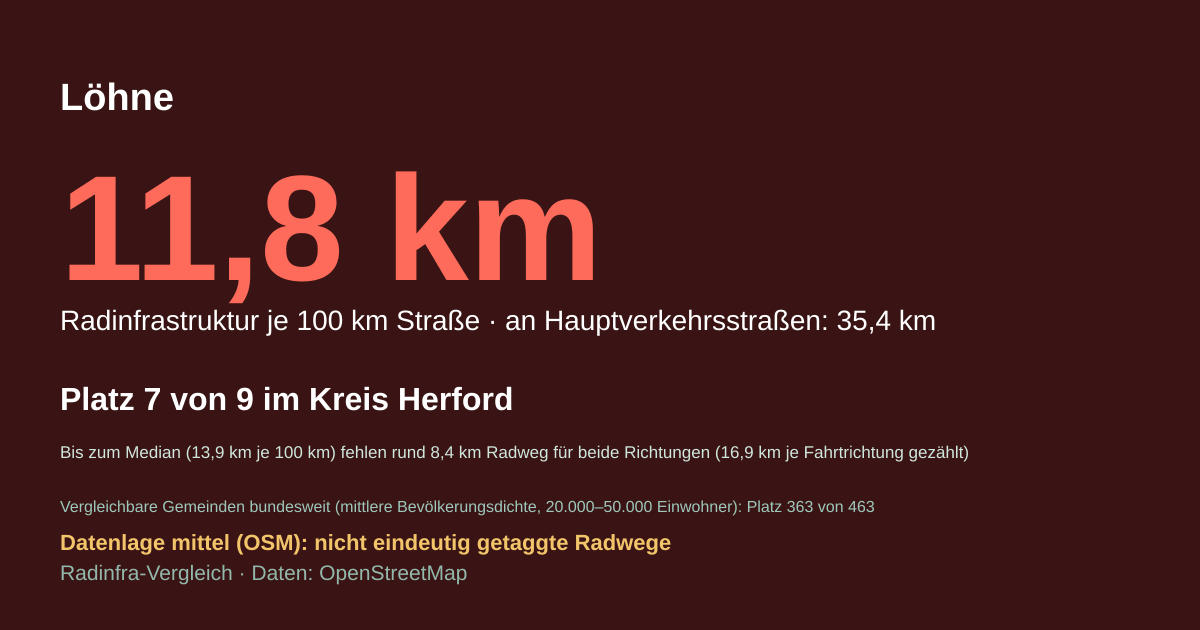 Löhne
11,8 km
Radinfrastruktur je 100 km Straße · an Hauptverkehrsstraßen: 35,4 km
Platz 7 von 9 im Kreis Herford
Bis zum Median (13,9 km je 100 km) fehlen rund 8,4 km Radweg für beide Richtungen (16,9 km je Fahrtrichtung gezählt)
Vergleichbare Gemeinden bundesweit (mittlere Bevölkerungsdichte, 20.000–50.000 Einwohner): Platz 363 von 463
Datenlage mittel (OSM): nicht eindeutig getaggte Radwege
Radinfra-Vergleich · Daten: OpenStreetMap